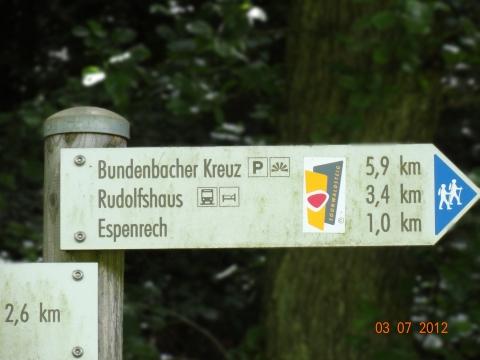 Bundenbacher Kreuz P 5,9 km
Rudolfshaus 3,4 km
Espenrech 1,0 km
SOONWALDSTEIG
2,6 km
03 07 2012